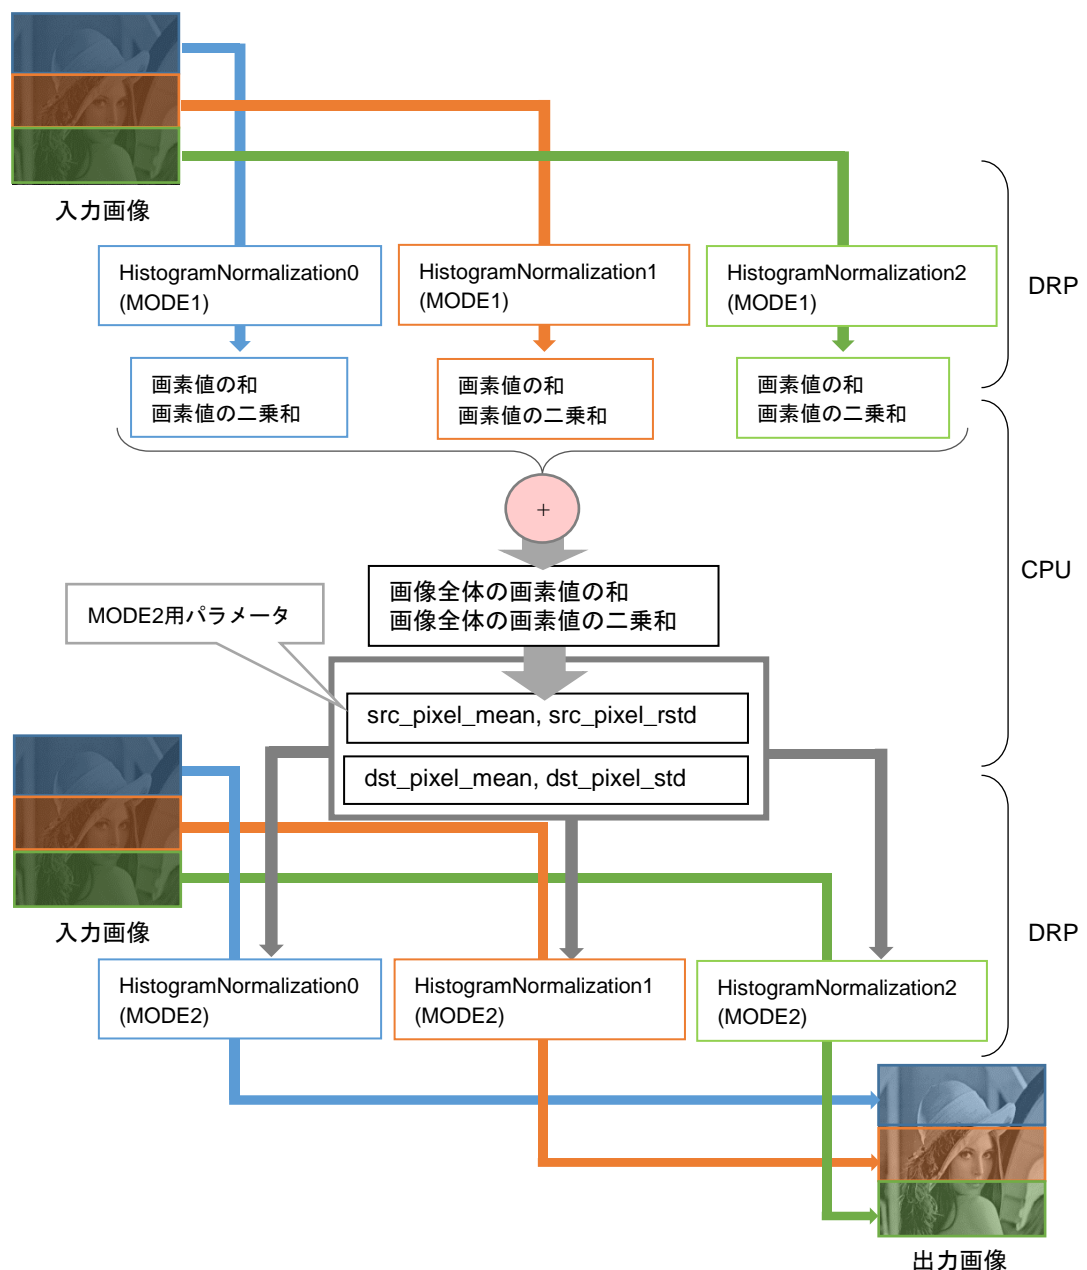 入力画像
DRP
HistogramNormalization0
(MODE1)
HistogramNormalization1
(MODE1)
HistogramNormalization2
(MODE1)
画素値の和
画素値の二乗和
画素値の和
画素値の二乗和
画素値の和
画素値の二乗和
+
CPU
画像全体の画素値の和
画像全体の画素値の二乗和
MODE2用パラメータ
src_pixel_mean, src_pixel_rstd
dst_pixel_mean, dst_pixel_std
入力画像
DRP
HistogramNormalization0
(MODE2)
HistogramNormalization1
(MODE2)
HistogramNormalization2
(MODE2)
出力画像